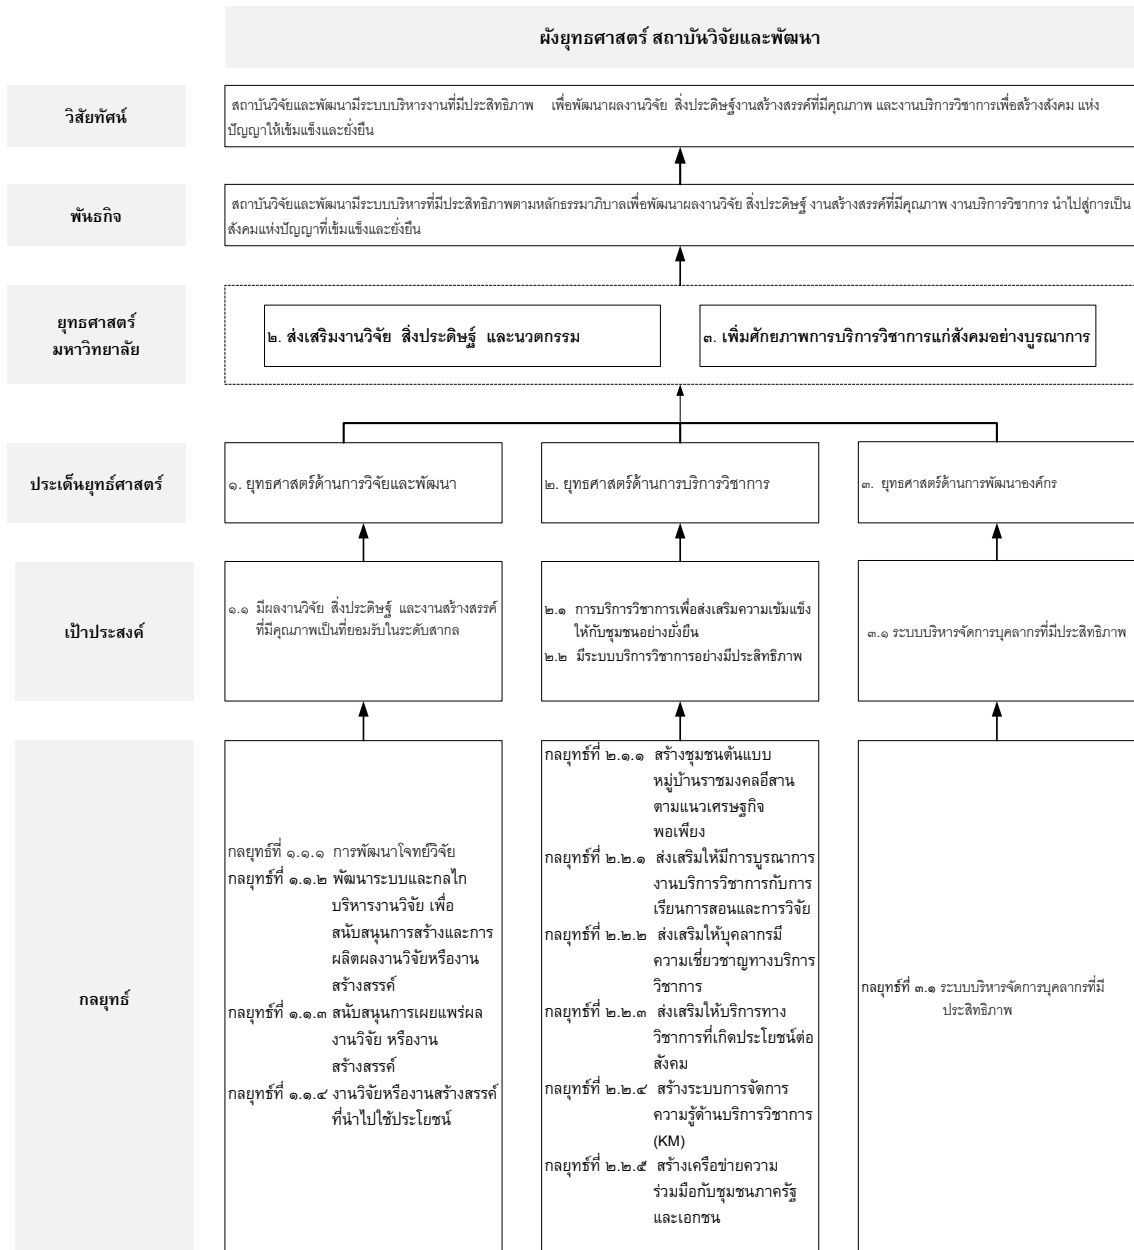 ผังยุทธศาสตร์ สถาบันวิจัยและพัฒนา
วิสัยทัศน์
สถาบันวิจัยและพัฒนามีระบบบริหารงานที่มีประสิทธิภาพ เพื่อพัฒนาผลงานวิจัย สิ่งประดิษฐ์งานสร้างสรรค์ที่มีคุณภาพ และงานบริการวิชาการเพื่อสร้างสังคม แห่ง
ปัญญาให้เข้มแข็งและยั่งยืน
พันธกิจ
สถาบันวิจัยและพัฒนามีระบบบริหารที่มีประสิทธิภาพตามหลักธรรมาภิบาลเพื่อพัฒนาผลงานวิจัย สิ่งประดิษฐ์ งานสร้างสรรค์ที่มีคุณภาพ งานบริการวิชาการ นำไปสู่การเป็น
สังคมแห่งปัญญาที่เข้มแข็งและยั่งยืน
ยุทธศาสตร์
มหาวิทยาลัย
๒. ส่งเสริมงานวิจัย สิ่งประดิษฐ์ และนวตกรรม
๓. เพิ่มศักยภาพการบริการวิชาการแก่สังคมอย่างบูรณาการ
ประเด็นยุทธ์ศาสตร์
๑. ยุทธศาสตร์ด้านการวิจัยและพัฒนา
๒. ยุทธศาสตร์ด้านการบริการวิชาการ
๓. ยุทธศาสตร์ด้านการพัฒนาองค์กร
เป้าประสงค์
๑.๑ มีผลงานวิจัย สิ่งประดิษฐ์ และงานสร้างสรรค์
ที่มีคุณภาพเป็นที่ยอมรับในระดับสากล
๒.๑ การบริการวิชาการเพื่อส่งเสริมความเข้มแข็ง
ให้กับชุมชนอย่างยั่งยืน
๒.๒ มีระบบบริการวิชาการอย่างมีประสิทธิภาพ
๓.๑ ระบบบริหารจัดการบุคลากรที่มีประสิทธิภาพ
กลยุทธ์
กลยุทธ์ที่ ๑.๑.๑ การพัฒนาโจทย์วิจัย
กลยุทธ์ที่ ๑.๑.๒ พัฒนาระบบและกลไก
บริหารงานวิจัย เพื่อ
สนับสนุนการสร้างและการ
ผลิตผลงานวิจัยหรืองาน
สร้างสรรค์
กลยุทธ์ที่ ๑.๑.๓ สนับสนุนการเผยแพร่ผล
งานวิจัย หรืองาน
สร้างสรรค์
กลยุทธ์ที่ ๑.๑.๔ งานวิจัยหรืองานสร้างสรรค์
ที่นำไปใช้ประโยชน์
กลยุทธ์ที่ ๒.๑.๑ สร้างชุมชนต้นแบบ
หมู่บ้านราชมงคลอีสาน
ตามแนวเศรษฐกิจ
พอเพียง
กลยุทธ์ที่ ๒.๒.๑ ส่งเสริมให้มีการบูรณาการ
งานบริการวิชาการกับการ
เรียนการสอนและการวิจัย
กลยุทธ์ที่ ๒.๒.๒ ส่งเสริมให้บุคลากรมี
ความเชี่ยวชาญทางบริการ
วิชาการ
กลยุทธ์ที่ ๒.๒.๓ ส่งเสริมให้บริการทาง
วิชาการที่เกิดประโยชน์ต่อ
สังคม
กลยุทธ์ที่ ๒.๒.๔ สร้างระบบการจัดการ
ความรู้ด้านบริการวิชาการ
(KM)
กลยุทธ์ที่ ๒.๒.๕ สร้างเครือข่ายความ
ร่วมมือกับชุมชนภาครัฐ
และเอกชน
กลยุทธ์ที่ ๓.๑ ระบบบริหารจัดการบุคลากรที่มี
ประสิทธิภาพ